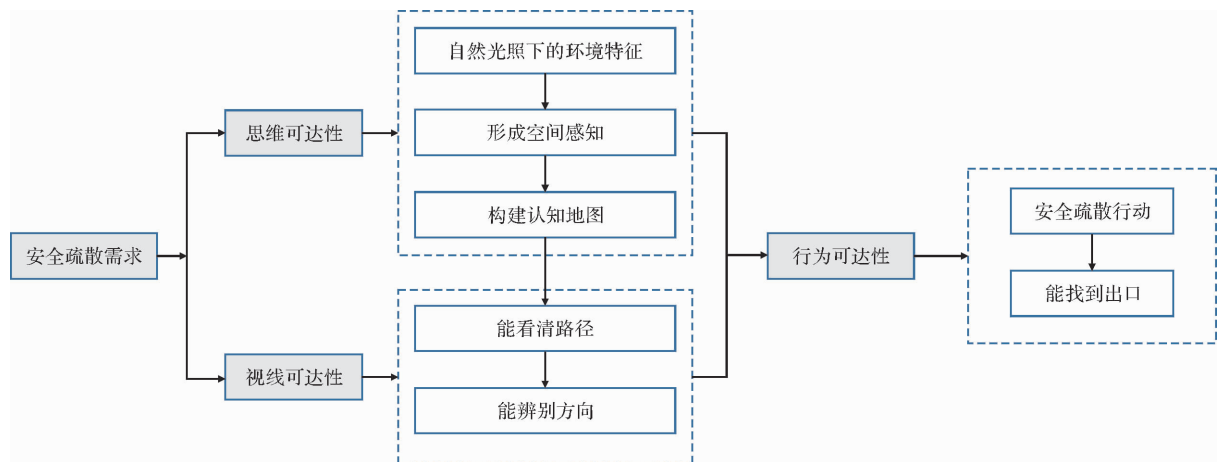 安全疏散需求
思维可达性
自然光照下的环境特征
形成空间感知
构建认知地图
视线可达性
能看清路径
能辨别方向
行为可达性
安全疏散行动
能找到出口